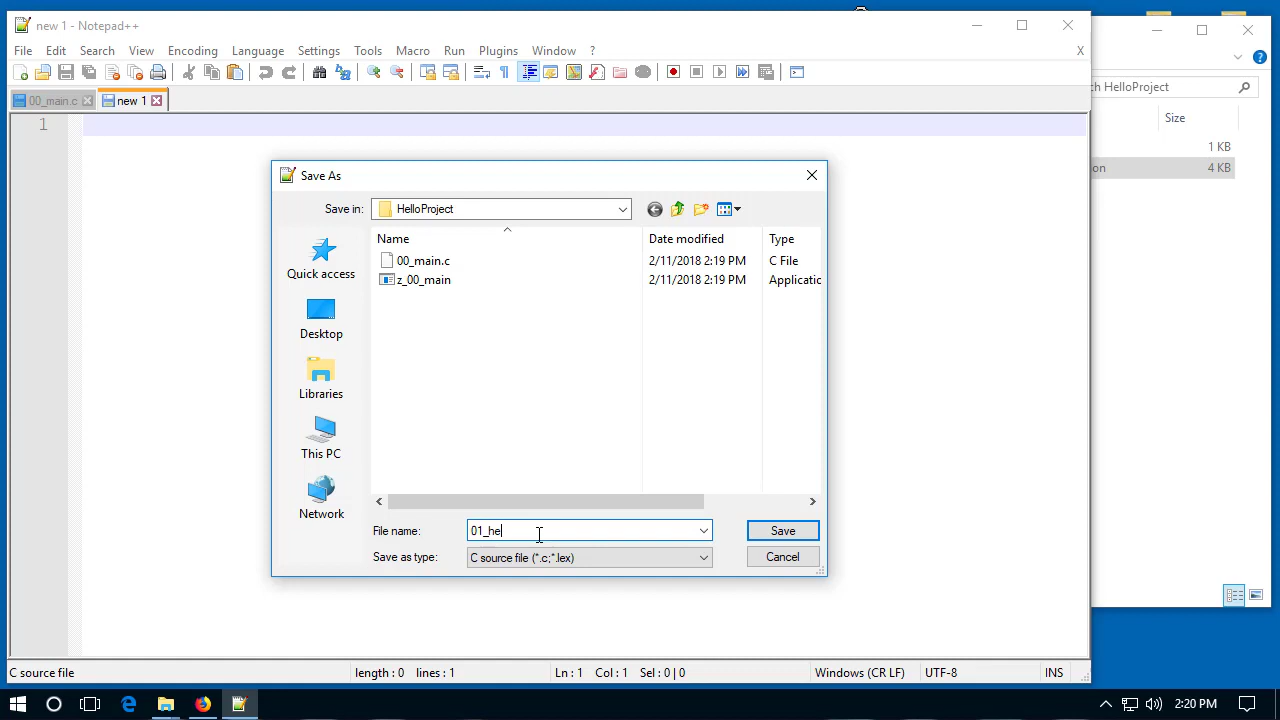 new 1 - Notepad++
File Edit Search View Encoding Language Settings Tools Macro Run Plugins Window ? X
00_main.c new 1
1
Save As
Save in: HelloProject
Name Date modified Type
00_main.c 2/11/2018 2:19 PM C File
z_00_main 2/11/2018 2:19 PM Applicatic
Quick access
Desktop
Libraries
This PC
Network
File name: 01_he Save
Save as type: C source file (*.c;*.lex) Cancel
ch HelloProject
Size
1 KB
on 4 KB
C source file length : 0 lines : 1 Ln : 1 Col : 1 Sel : 0 | 0 Windows (CR LF) UTF-8 INS
2:20 PM